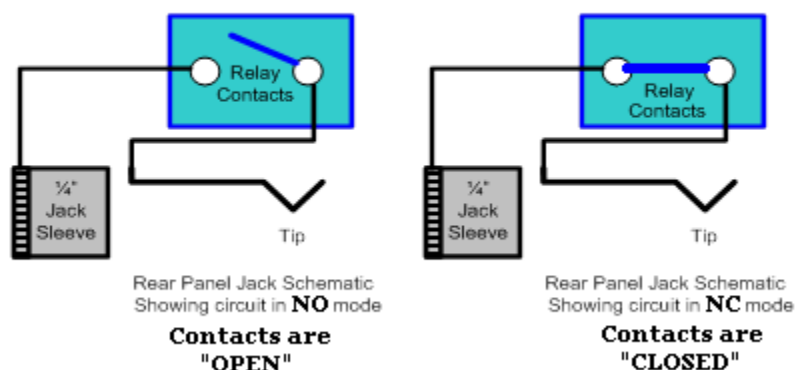 Relay
Contacts
¼"
Jack
Sleeve
Tip
Rear Panel Jack Schematic
Showing circuit in NO mode
Contacts are
"OPEN"
Relay
Contacts
¼"
Jack
Sleeve
Tip
Rear Panel Jack Schematic
Showing circuit in NC mode
Contacts are
"CLOSED"